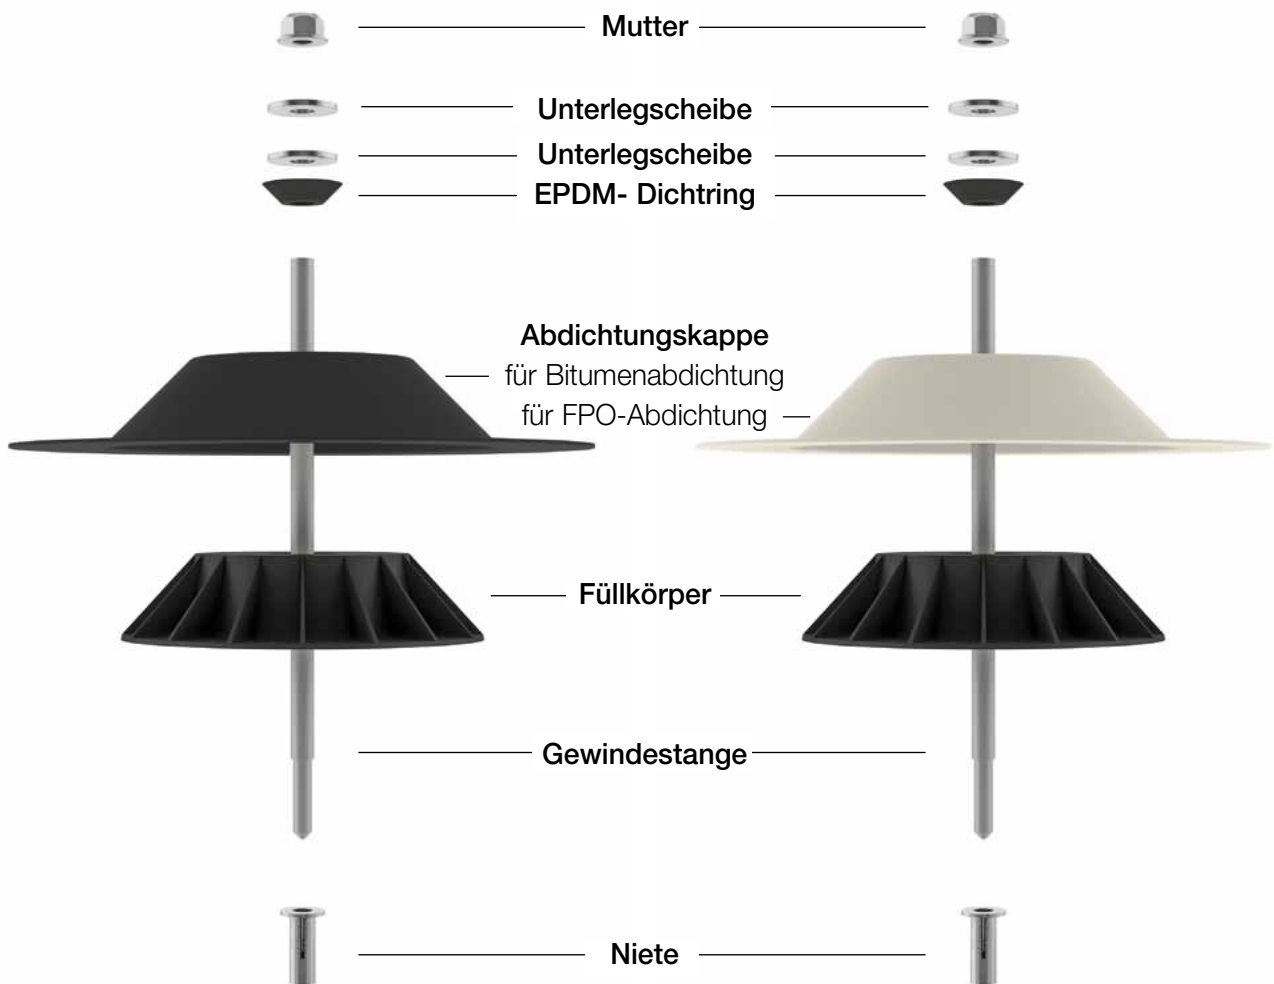 Mutter
Unterlegscheibe
Unterlegscheibe
EPDM- Dichtring
Abdichtungskappe
für Bitumenabdichtung
für FPO-Abdichtung
Füllkörper
Gewindestange
Niete